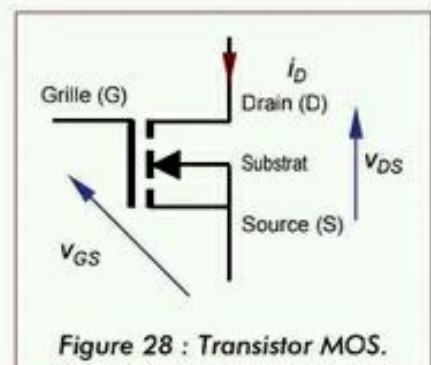 i_D
Grille (G)
Drain (D)
Substrat
v_DS
Source (S)
v_GS
Figure 28 : Transistor MOS.